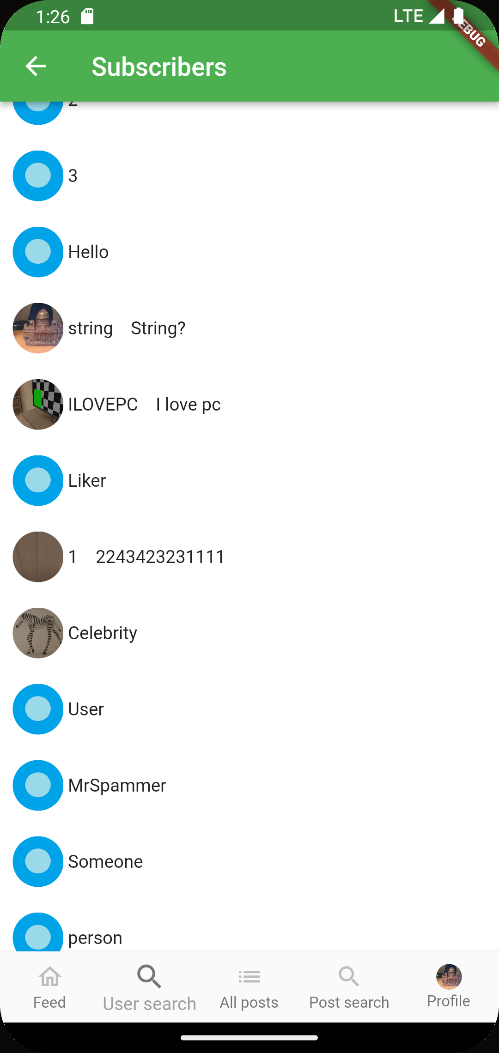 1:26 LTE
DEBUG
Subscribers
2
3
Hello
string String?
ILOVEPC I love pc
Liker
1 2243423231111
Celebrity
User
MrSpammer
Someone
person
Feed User search All posts Post search Profile